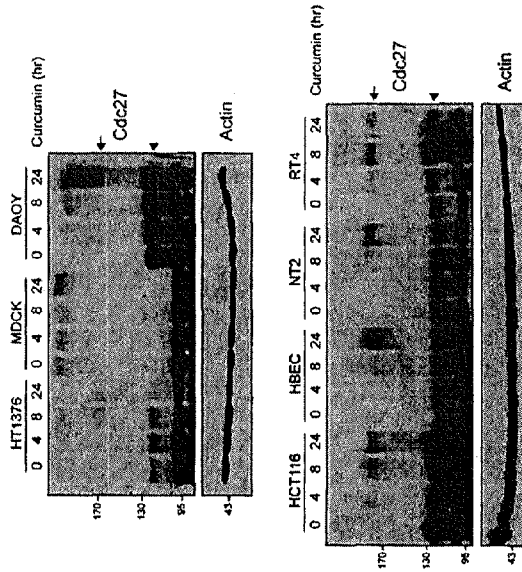 HT1376 MDCK DAOY
0 4 8 24 0 4 8 24 0 4 8 24 Curcumin (hr)
170
130
95
Cdc27
43
Actin
HCT116 HBEC NT2 RT4
0 4 8 24 0 4 8 24 0 4 8 24 0 4 8 24 Curcumin (hr)
170
130
95
Cdc27
43
Actin